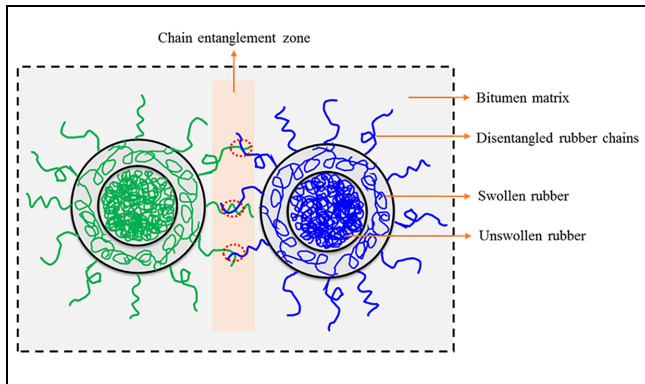 Chain entanglement zone
Bitumen matrix
Disentangled rubber chains
Swollen rubber
Unswollen rubber